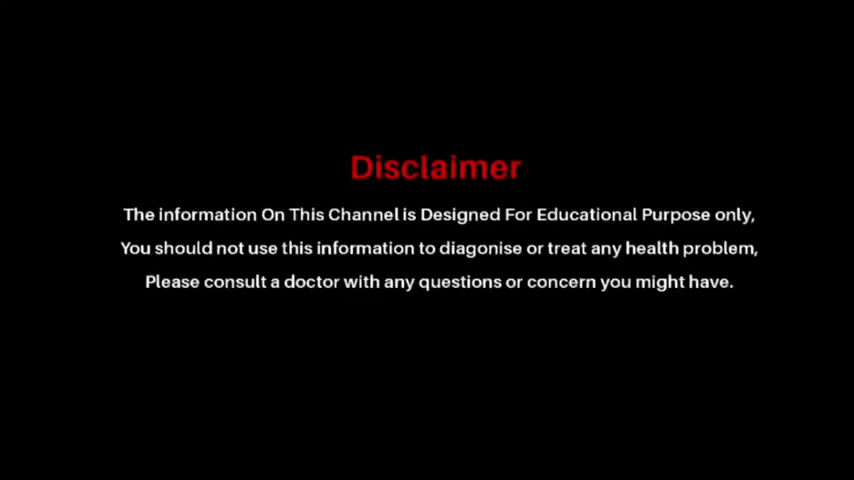 Disclaimer
The information On This Channel is Designed For Educational Purpose only,
You should not use this information to diagonise or treat any health problem,
Please consult a doctor with any questions or concern you might have.